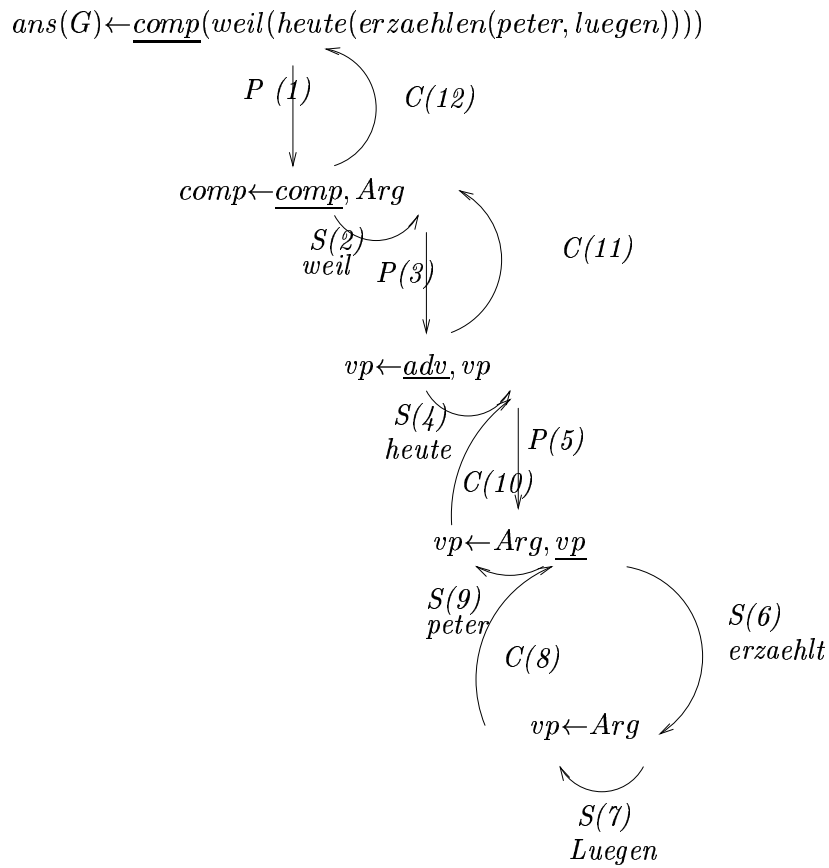 ans(G)←comp(weil(heute(erzaehlen(peter, luegen))))
P (1)
C(12)
comp←comp, Arg
S(2)
weil
P(3)
C(11)
vp←adv, vp
S(4)
heute
P(5)
C(10)
vp←Arg, vp
S(9)
peter
S(6)
erzaehlt
C(8)
vp←Arg
S(7)
Luegen